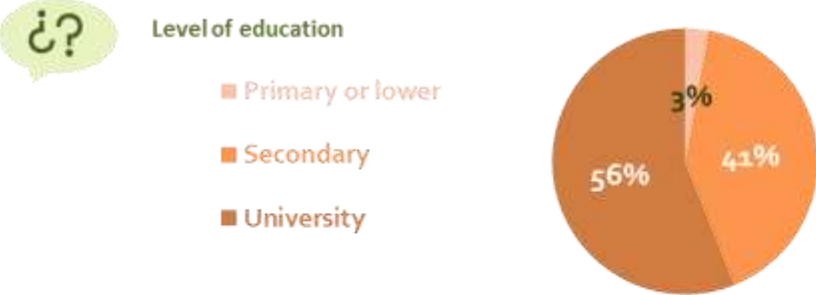 ¿?
Level of education
Primary or lower
3%
Secondary
41%
56%
University